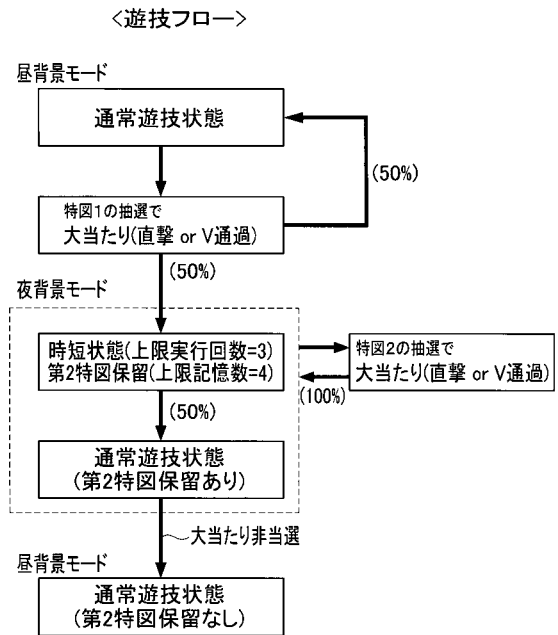 〈遊技フロー〉
昼背景モード
通常遊技状態
(50%)
特図1の抽選で
大当たり(直撃 or V通過)
(50%)
夜背景モード
時短状態(上限実行回数=3)
第2特図保留(上限記憶数=4)
特図2の抽選で
大当たり(直撃 or V通過)
(100%)
(50%)
通常遊技状態
(第2特図保留あり)
大当たり非当選
昼背景モード
通常遊技状態
(第2特図保留なし)